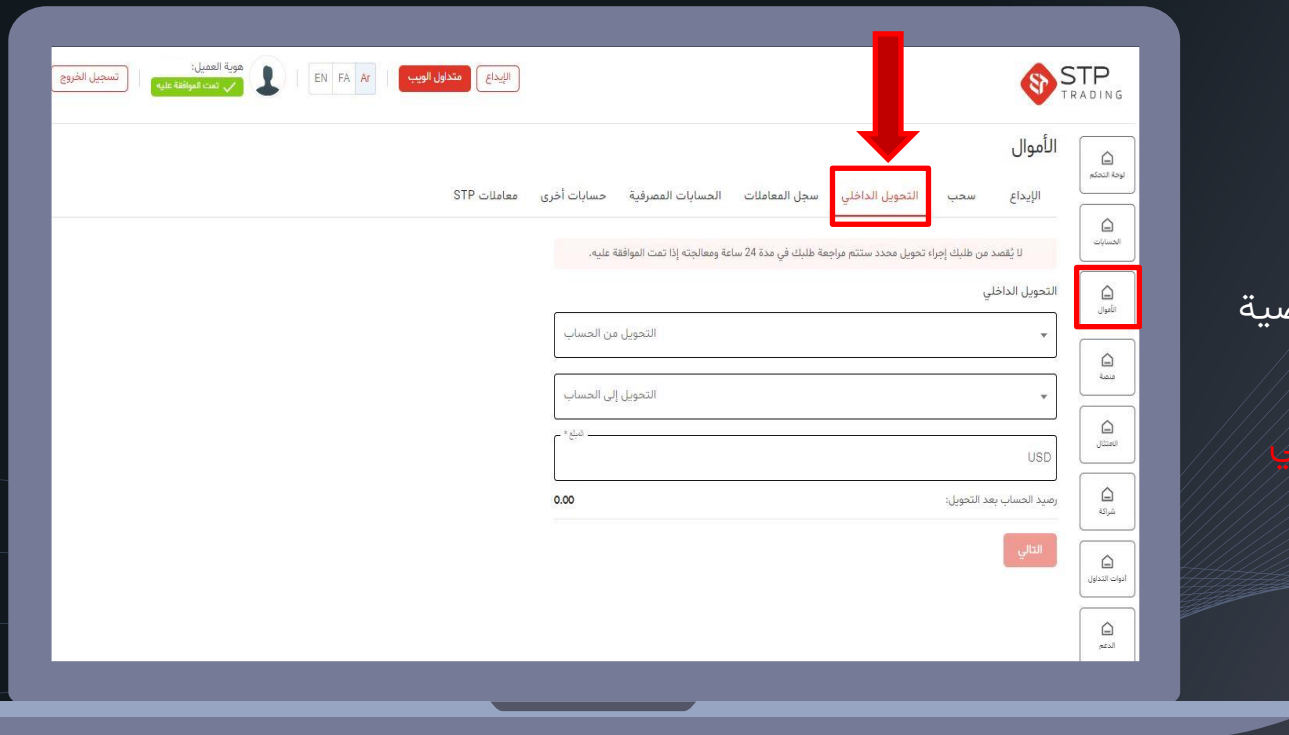 STP
TRADING
الإيداع
متداول الويب
Ar
FA
EN
هوية العميل:
تمت الموافقة عليه
تسجيل الخروج
الأموال
الإيداع
سحب
التحويل الداخلي
سجل المعاملات
الحسابات المصرفية
حسابات أخرى
معاملات STP
لا يُقصد من طلبك إجراء تحويل محدد ستتم مراجعة طلبك في مدة 24 ساعة ومعالجته إذا تمت الموافقة عليه.
التحويل الداخلي
التحويل من الحساب
التحويل إلى الحساب
المبلغ *
USD
رصيد الحساب بعد التحويل:
0.00
التالي
لوحة التحكم
الحسابات
الأموال
منصة
الامتثال
شراكة
أدوات التداول
الدعم